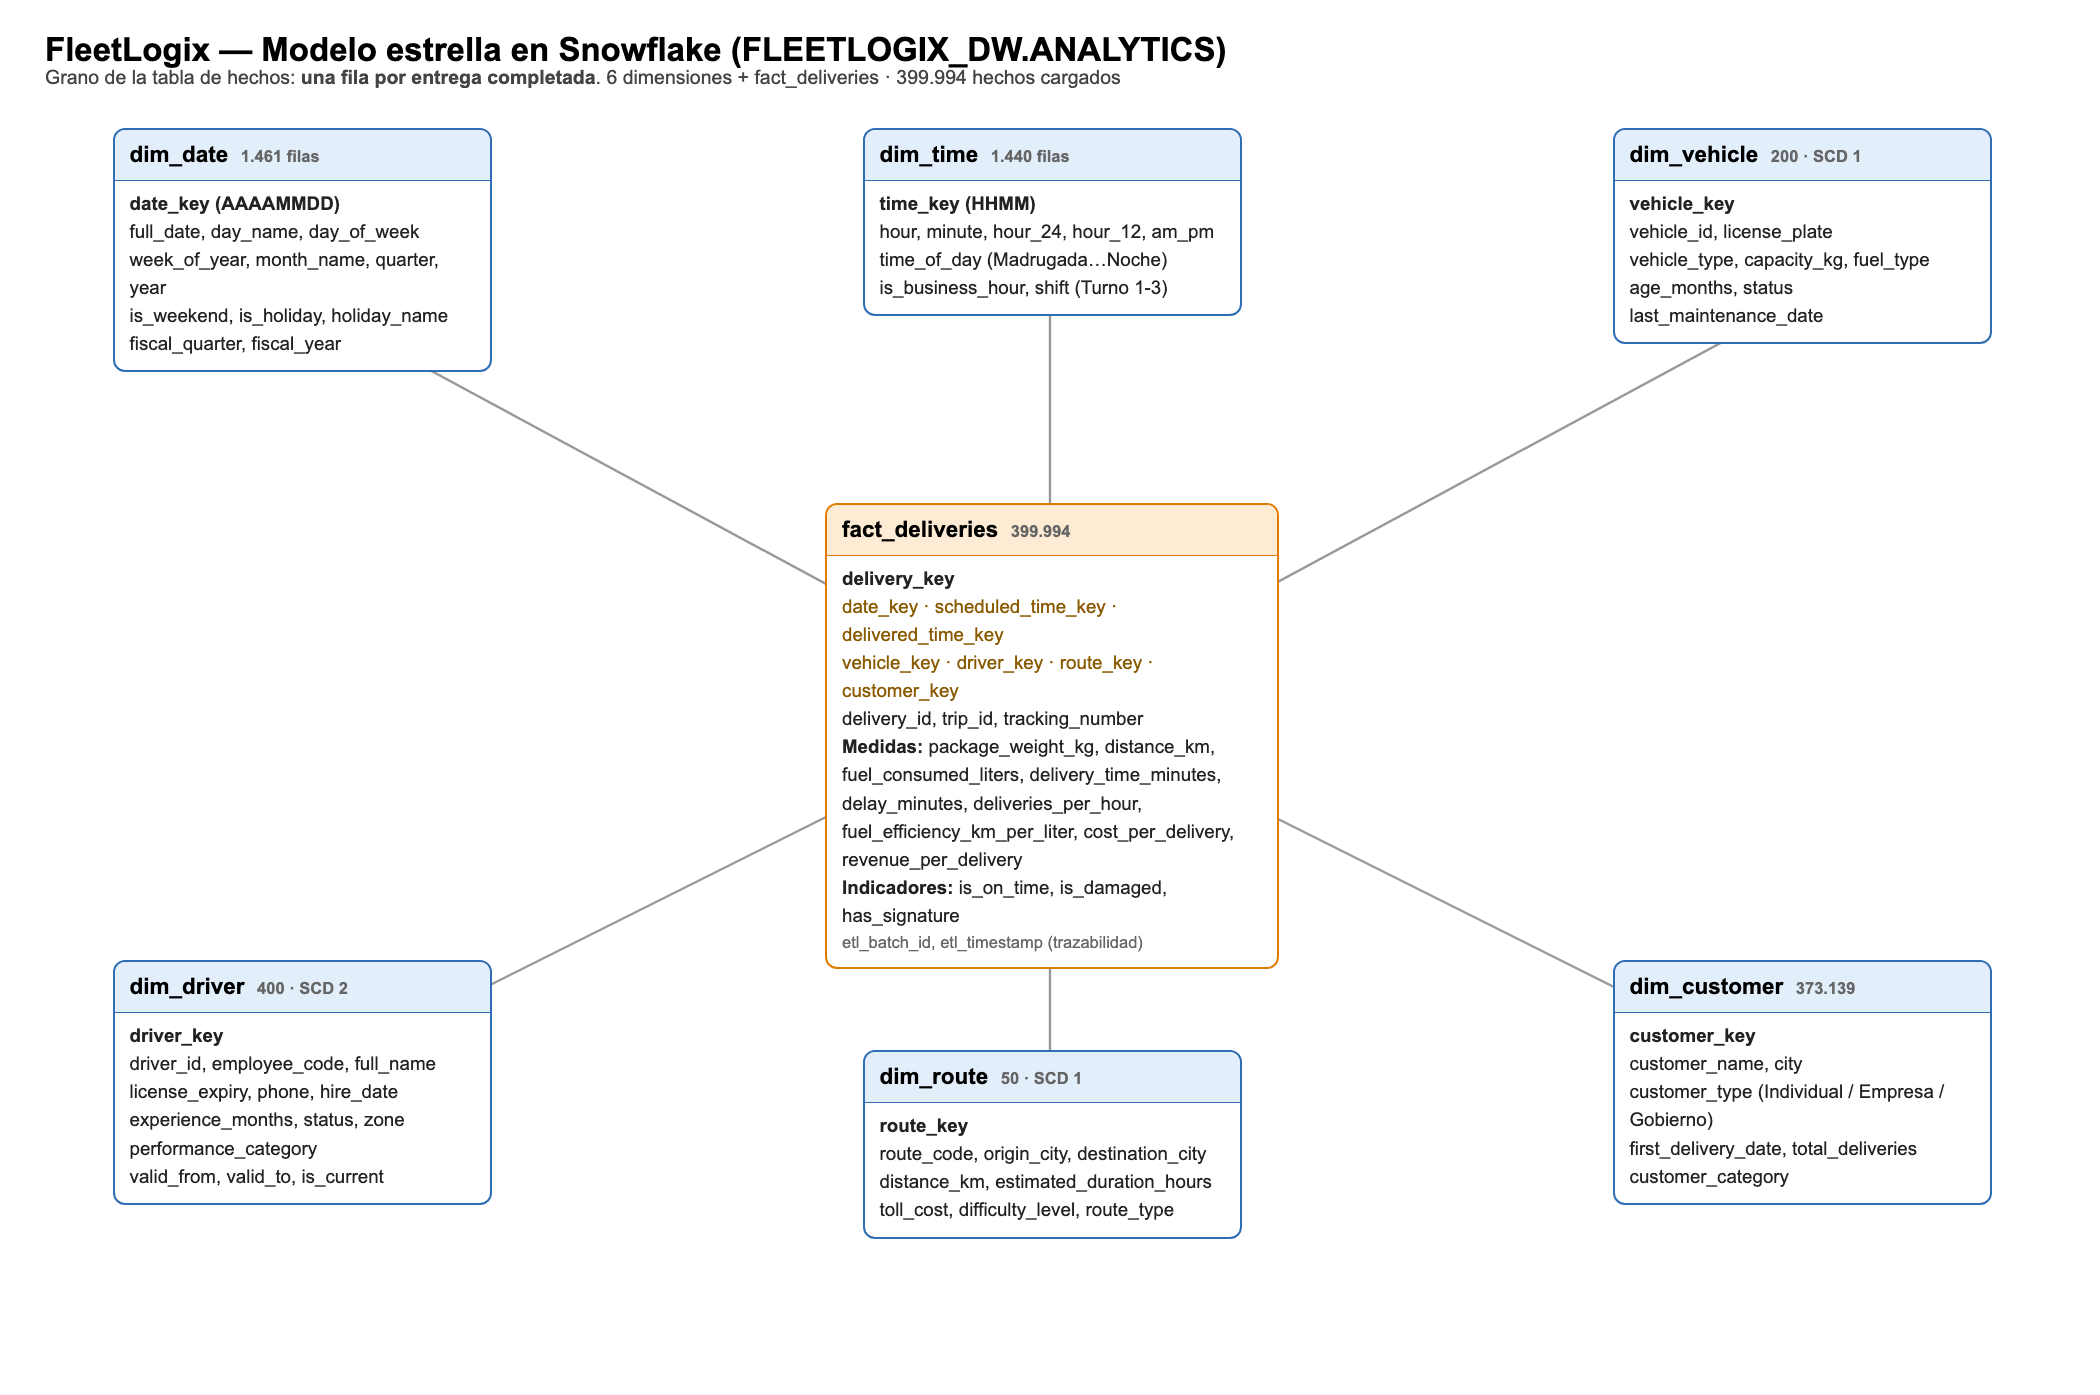 FleetLogix — Modelo estrella en Snowflake (FLEETLOGIX_DW.ANALYTICS)
Grano de la tabla de hechos: una fila por entrega completada. 6 dimensiones + fact_deliveries · 399.994 hechos cargados
dim_date 1.461 filas
date_key (AAAAMMDD)
full_date, day_name, day_of_week
week_of_year, month_name, quarter,
year
is_weekend, is_holiday, holiday_name
fiscal_quarter, fiscal_year
dim_time 1.440 filas
time_key (HHMM)
hour, minute, hour_24, hour_12, am_pm
time_of_day (Madrugada…Noche)
is_business_hour, shift (Turno 1-3)
dim_vehicle 200 · SCD 1
vehicle_key
vehicle_id, license_plate
vehicle_type, capacity_kg, fuel_type
age_months, status
last_maintenance_date
fact_deliveries 399.994
delivery_key
date_key · scheduled_time_key ·
delivered_time_key
vehicle_key · driver_key · route_key ·
customer_key
delivery_id, trip_id, tracking_number
Medidas: package_weight_kg, distance_km,
fuel_consumed_liters, delivery_time_minutes,
delay_minutes, deliveries_per_hour,
fuel_efficiency_km_per_liter, cost_per_delivery,
revenue_per_delivery
Indicadores: is_on_time, is_damaged,
has_signature
etl_batch_id, etl_timestamp (trazabilidad)
dim_driver 400 · SCD 2
driver_key
driver_id, employee_code, full_name
license_expiry, phone, hire_date
experience_months, status, zone
performance_category
valid_from, valid_to, is_current
dim_route 50 · SCD 1
route_key
route_code, origin_city, destination_city
distance_km, estimated_duration_hours
toll_cost, difficulty_level, route_type
dim_customer 373.139
customer_key
customer_name, city
customer_type (Individual / Empresa /
Gobierno)
first_delivery_date, total_deliveries
customer_category